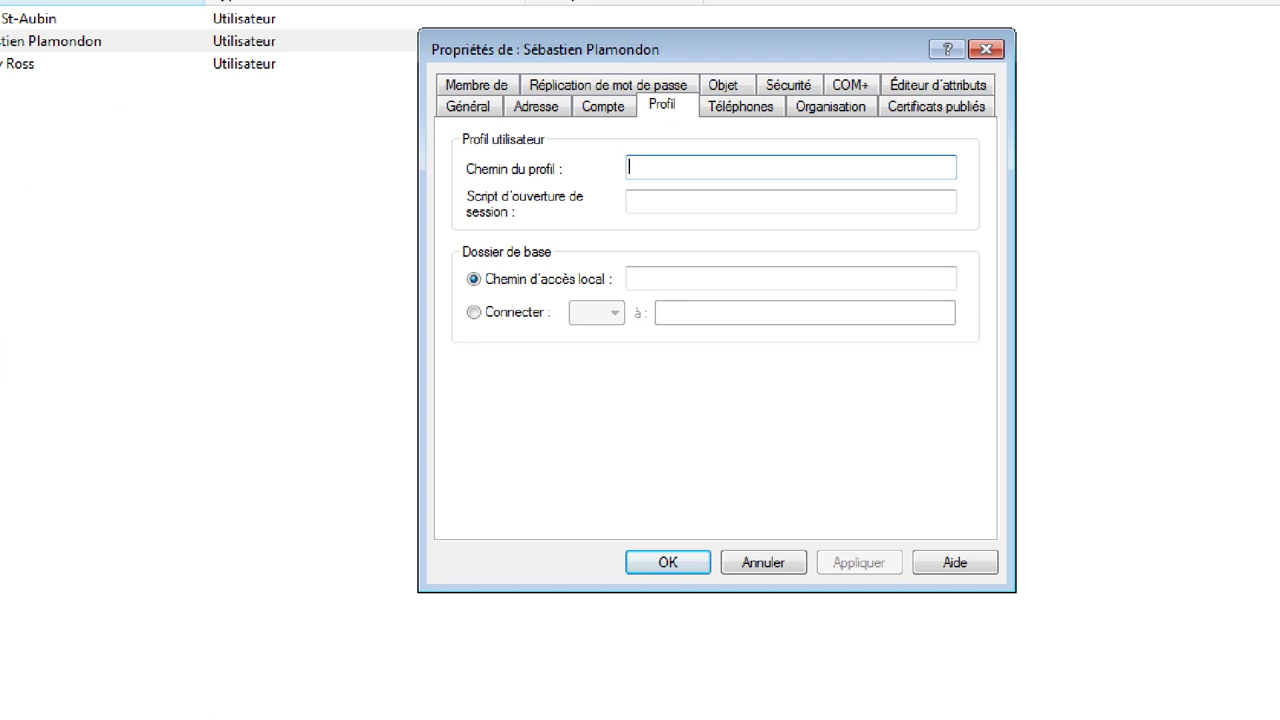 St-Aubin Utilisateur
tien Plamondon Utilisateur
Ross Utilisateur
Propriétés de : Sébastien Plamondon
?
Membre de Réplication de mot de passe Objet Sécurité COM+ Éditeur d'attributs
Général Adresse Compte Profil Téléphones Organisation Certificats publiés
Profil utilisateur
Chemin du profil :
Script d'ouverture de
session :
Dossier de base
Chemin d'accès local :
Connecter : à :
OK Annuler Appliquer Aide